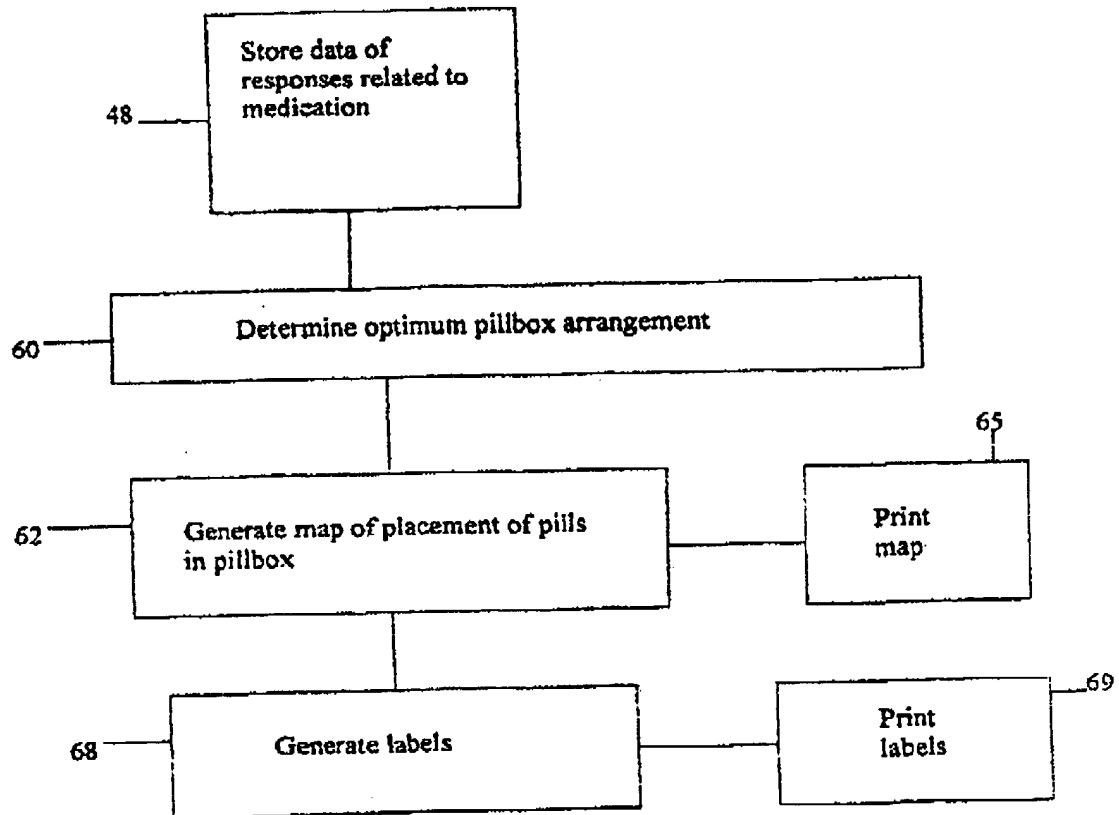 Store data of
responses related to
medication
48
Determine optimum pillbox arrangement
60
65
Generate map of placement of pills
in pillbox
62
Print
map
69
Generate labels
68
Print
labels